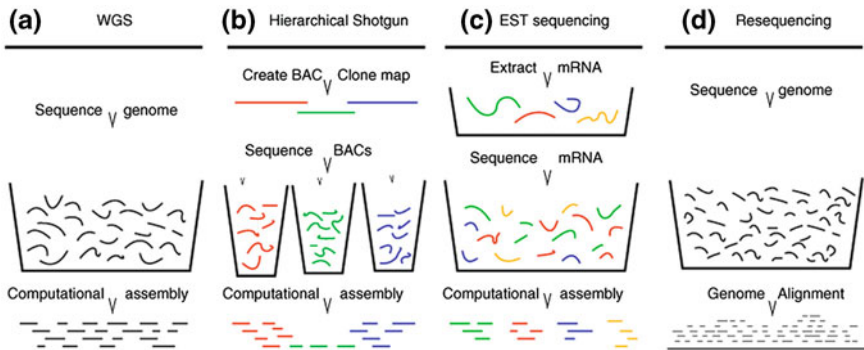 (a) WGS
Sequence genome
Computational assembly
(b) Hierarchical Shotgun
Create BAC Clone map
Sequence BACs
Computational assembly
(c) EST sequencing
Extract mRNA
Sequence mRNA
Computational assembly
(d) Resequencing
Sequence genome
Genome Alignment